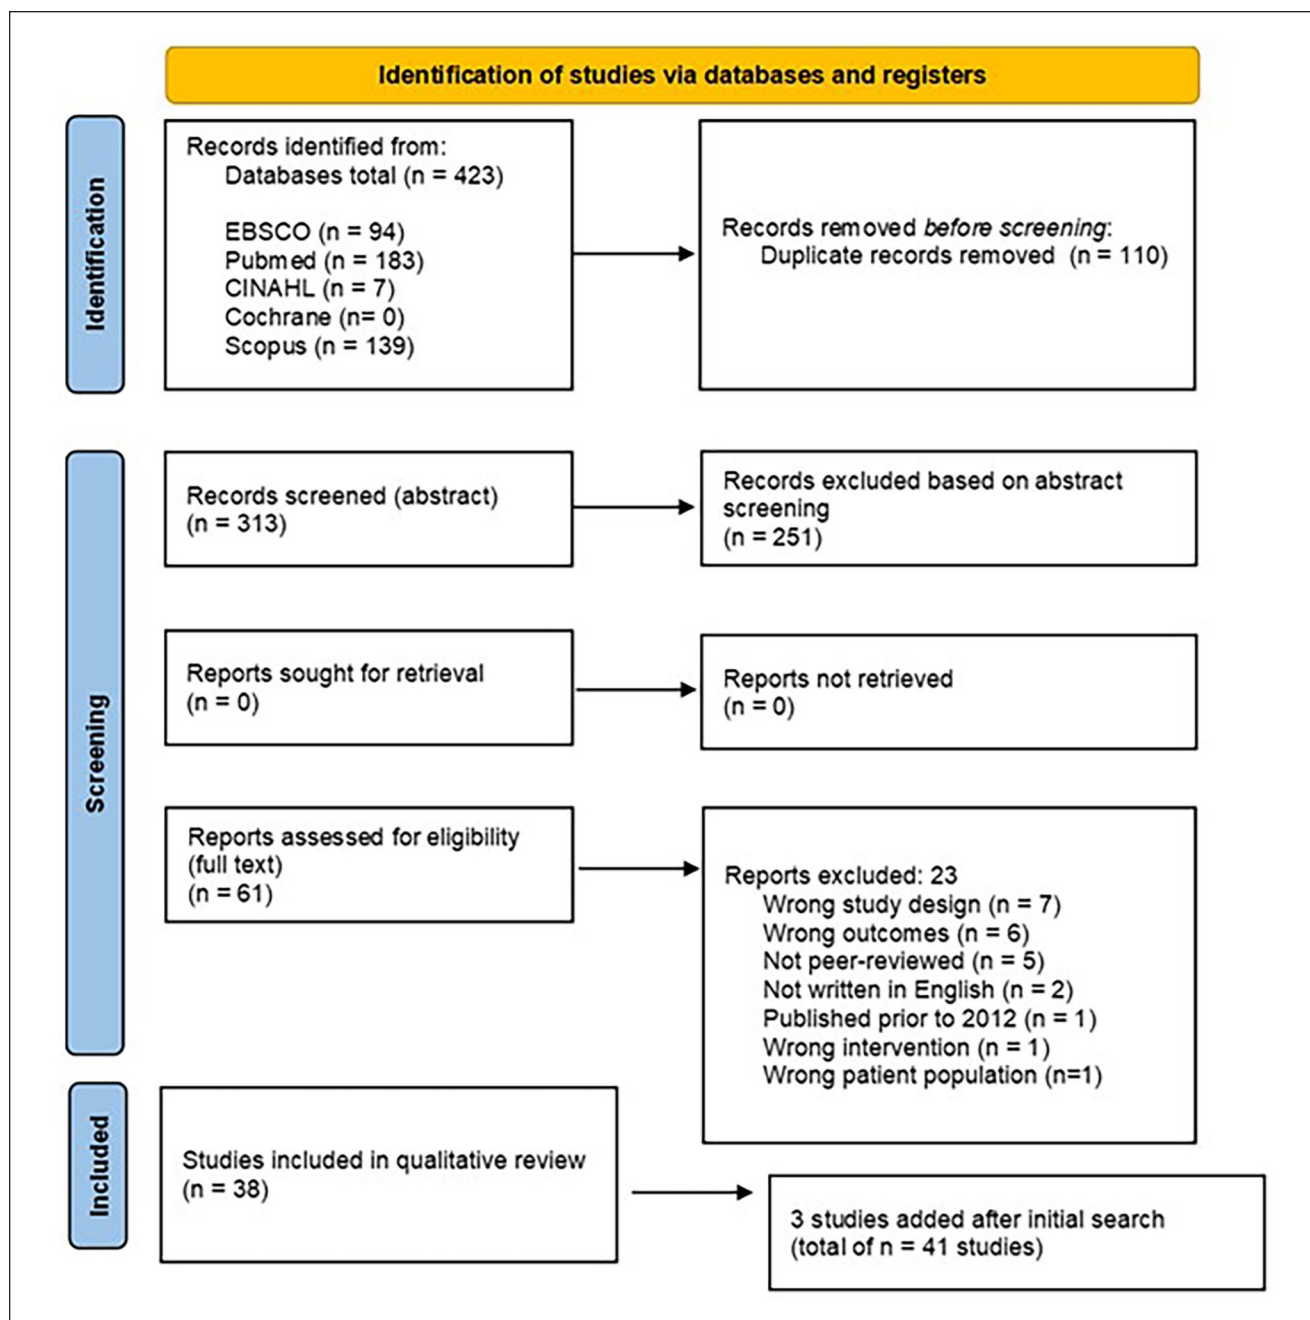 Identification of studies via databases and registers
Identification
Records identified from:
Databases total (n = 423)
EBSCO (n = 94)
Pubmed (n = 183)
CINAHL (n = 7)
Cochrane (n= 0)
Scopus (n = 139)
Records removed before screening:
Duplicate records removed (n = 110)
Screening
Records screened (abstract)
(n = 313)
Records excluded based on abstract
screening
(n = 251)
Reports sought for retrieval
(n = 0)
Reports not retrieved
(n = 0)
Reports assessed for eligibility
(full text)
(n = 61)
Reports excluded: 23
Wrong study design (n = 7)
Wrong outcomes (n = 6)
Not peer-reviewed (n = 5)
Not written in English (n = 2)
Published prior to 2012 (n = 1)
Wrong intervention (n = 1)
Wrong patient population (n=1)
Included
Studies included in qualitative review
(n = 38)
3 studies added after initial search
(total of n = 41 studies)